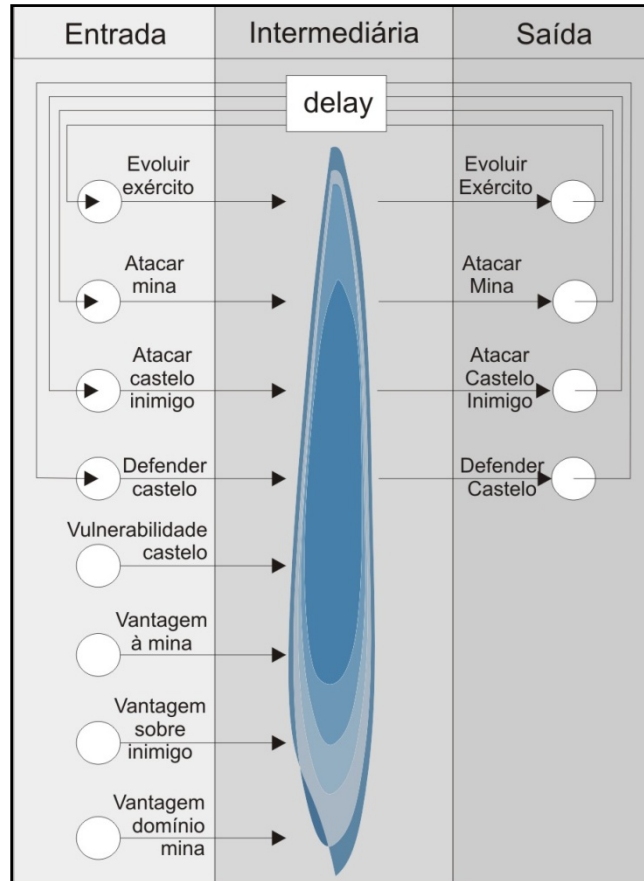 Entrada
Intermediária
Saída
delay
Evoluir
exército
Evoluir
Exército
Atacar
mina
Atacar
Mina
Atacar
castelo
inimigo
Atacar
Castelo
Inimigo
Defender
castelo
Defender
Castelo
Vulnerabilidade
castelo
Vantagem
à mina
Vantagem
sobre
inimigo
Vantagem
domínio
mina